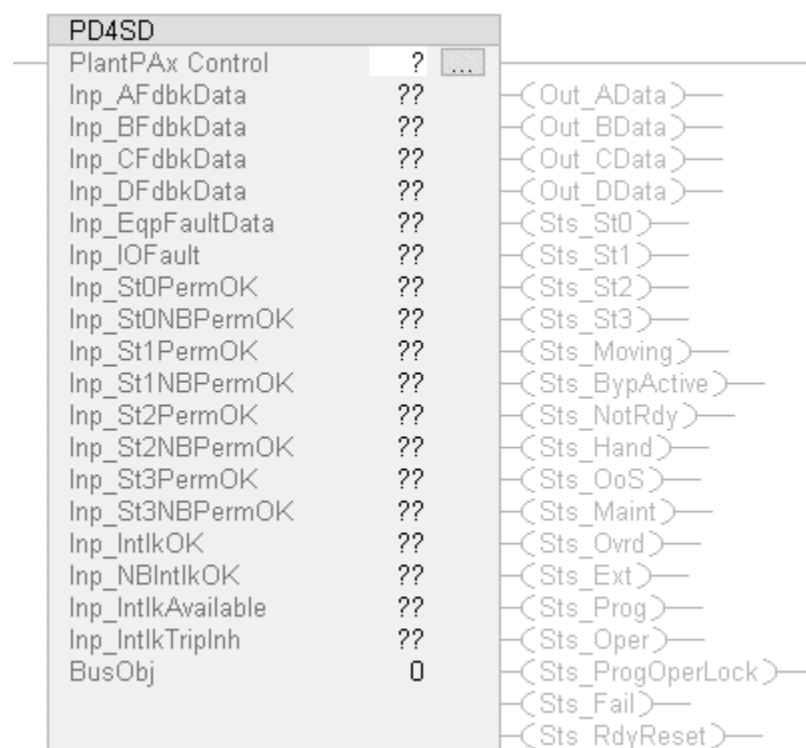 PD4SD
PlantPAx Control ? ...
Inp_AFdbkData ?? Out_AData
Inp_BFdbkData ?? Out_BData
Inp_CFdbkData ?? Out_CData
Inp_DFdbkData ?? Out_DData
Inp_EqpFaultData ?? Sts_St0
Inp_IOFault ?? Sts_St1
Inp_St0PermOK ?? Sts_St2
Inp_St0NBPermOK ?? Sts_St3
Inp_St1PermOK ?? Sts_Moving
Inp_St1NBPermOK ?? Sts_BypActive
Inp_St2PermOK ?? Sts_NotRdy
Inp_St2NBPermOK ?? Sts_Hand
Inp_St3PermOK ?? Sts_OoS
Inp_St3NBPermOK ?? Sts_Maint
Inp_IntlkOK ?? Sts_Ovrd
Inp_NBIntlkOK ?? Sts_Ext
Inp_IntlkAvailable ?? Sts_Prog
Inp_IntlkTripInh ?? Sts_Oper
BusObj 0 Sts_ProgOperLock
Sts_Fail
Sts_RdyReset